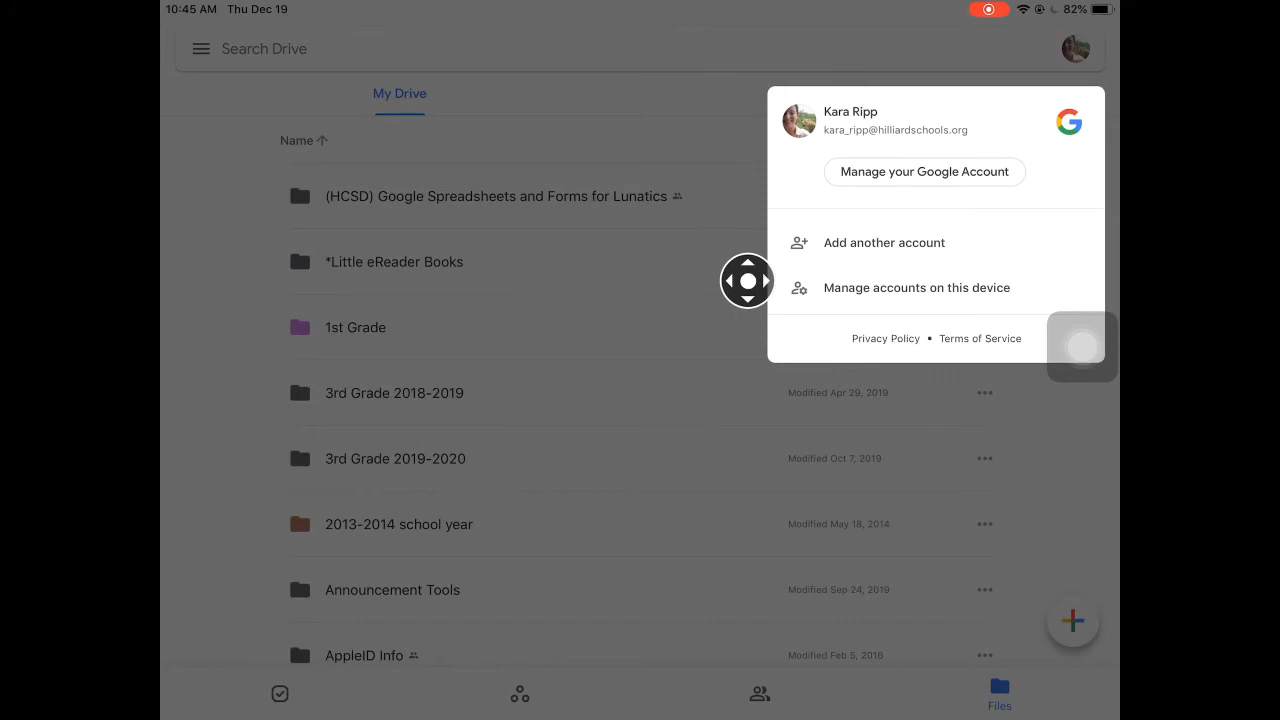 10:45 AM Thu Dec 19 82%
Search Drive
My Drive
Kara Ripp
kara_ripp@hilliardschools.org
Manage your Google Account
Add another account
Manage accounts on this device
Privacy Policy • Terms of Service
Name
(HCSD) Google Spreadsheets and Forms for Lunatics
*Little eReader Books
1st Grade
3rd Grade 2018-2019 Modified Apr 29, 2019
3rd Grade 2019-2020 Modified Oct 7, 2019
2013-2014 school year Modified May 18, 2014
Announcement Tools Modified Sep 24, 2019
AppleID Info Modified Feb 5, 2016
Files